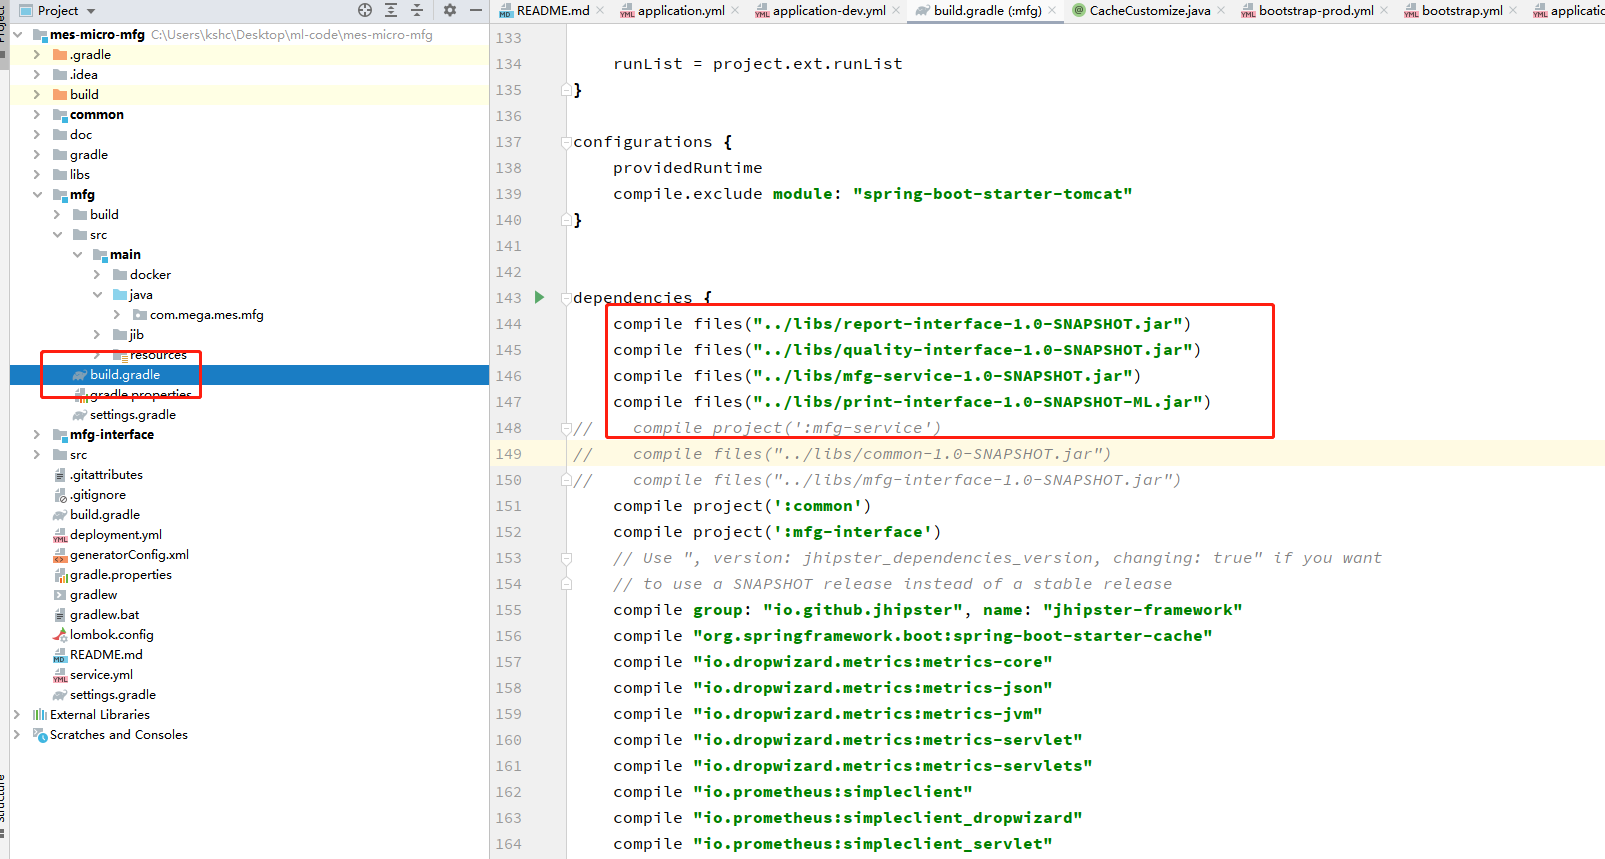 Project
README.md
application.yml
application-dev.yml
build.gradle (:mfg)
CacheCustomize.java
bootstrap-prod.yml
bootstrap.yml
mes-micro-mfg C:\Users\kshc\Desktop\ml-code\mes-micro-mfg
.gradle
.idea
build
common
doc
gradle
libs
mfg
build
src
main
docker
java
com.mega.mes.mfg
jib
resources
build.gradle
gradle.properties
settings.gradle
mfg-interface
src
.gitattributes
.gitignore
build.gradle
deployment.yml
generatorConfig.xml
gradle.properties
gradlew
gradlew.bat
lombok.config
README.md
service.yml
settings.gradle
External Libraries
Scratches and Consoles
133
134 runList = project.ext.runList
135 }
136
137 configurations {
138 providedRuntime
139 compile.exclude module: "spring-boot-starter-tomcat"
140 }
141
142
143 dependencies {
144 compile files("../libs/report-interface-1.0-SNAPSHOT.jar")
145 compile files("../libs/quality-interface-1.0-SNAPSHOT.jar")
146 compile files("../libs/mfg-service-1.0-SNAPSHOT.jar")
147 compile files("../libs/print-interface-1.0-SNAPSHOT-ML.jar")
148 // compile project(':mfg-service')
149 // compile files("../libs/common-1.0-SNAPSHOT.jar")
150 // compile files("../libs/mfg-interface-1.0-SNAPSHOT.jar")
151 compile project(':common')
152 compile project(':mfg-interface')
153 // Use ", version: jhipster_dependencies_version, changing: true" if you want
154 // to use a SNAPSHOT release instead of a stable release
155 compile group: "io.github.jhipster", name: "jhipster-framework"
156 compile "org.springframework.boot:spring-boot-starter-cache"
157 compile "io.dropwizard.metrics:metrics-core"
158 compile "io.dropwizard.metrics:metrics-json"
159 compile "io.dropwizard.metrics:metrics-jvm"
160 compile "io.dropwizard.metrics:metrics-servlet"
161 compile "io.dropwizard.metrics:metrics-servlets"
162 compile "io.prometheus:simpleclient"
163 compile "io.prometheus:simpleclient_dropwizard"
164 compile "io.prometheus:simpleclient_servlet"